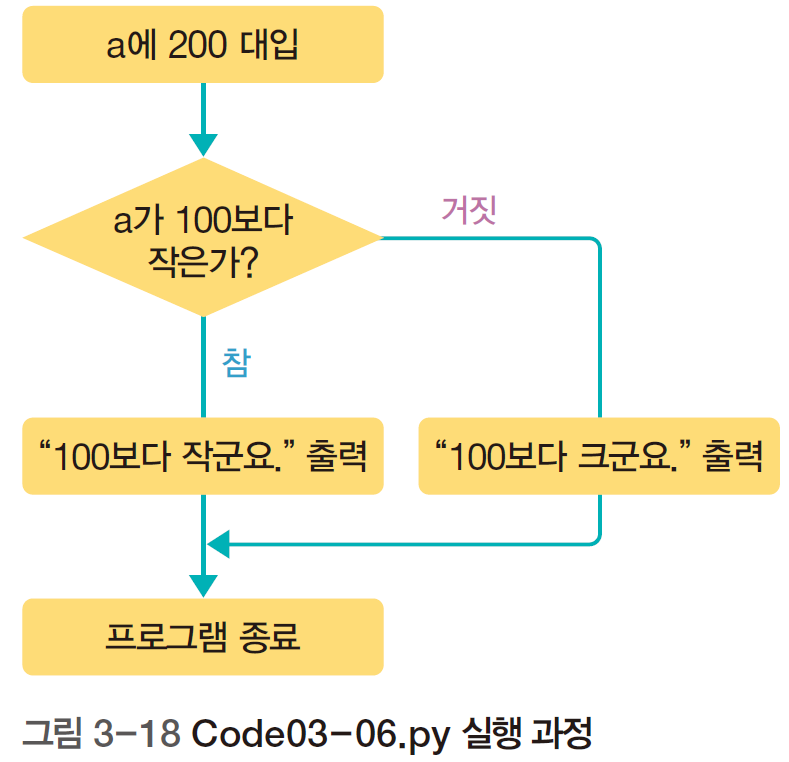 a에 200 대입
a가 100보다
작은가?
거짓
참
“100보다 작군요.” 출력
“100보다 크군요.” 출력
프로그램 종료
그림 3-18 Code03-06.py 실행 과정